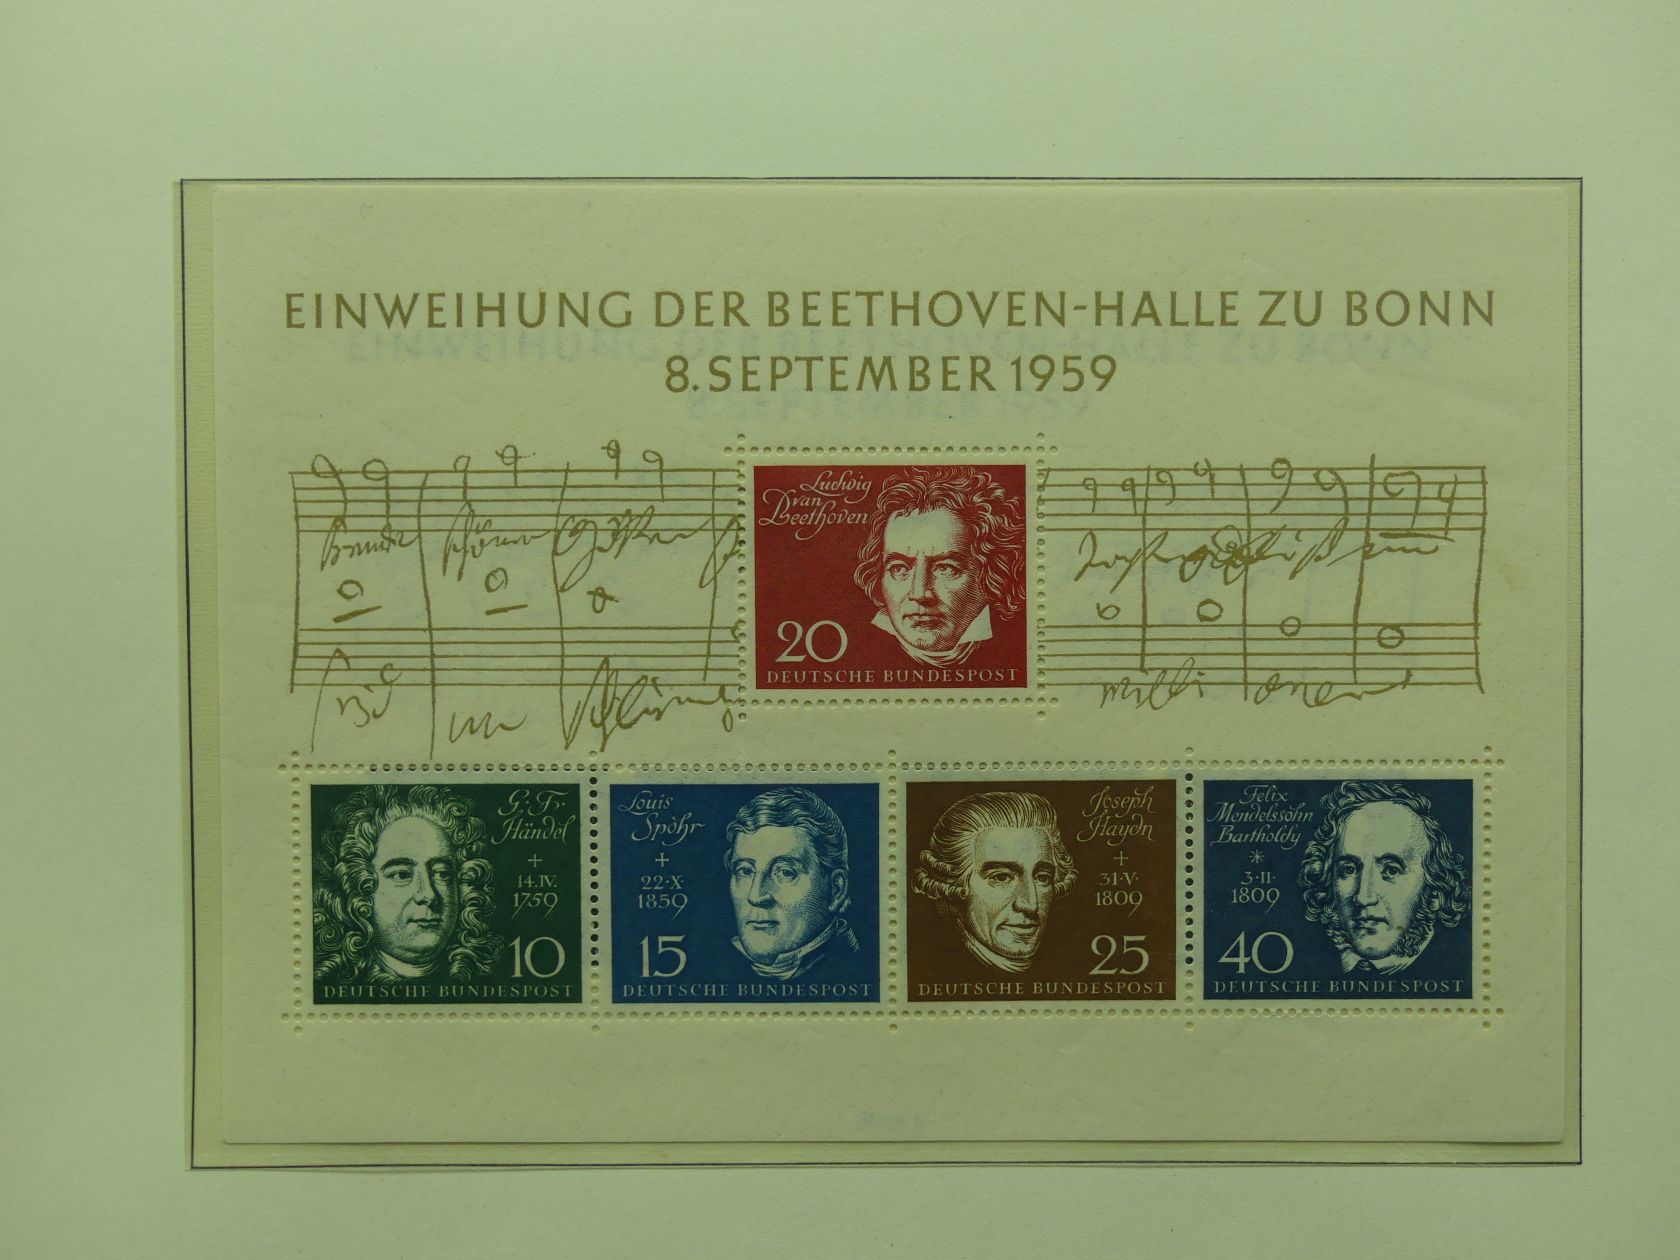 EINWEIHUNG DER BEETHOVEN-HALLE ZU BONN
8. SEPTEMBER 1959
Ludwig
van
Beethoven
20
DEUTSCHE BUNDESPOST
G. F.
Händel
+
14.IV.
1759
10
DEUTSCHE BUNDESPOST
Louis
Spohr
+
22·X·
1859
15
DEUTSCHE BUNDESPOST
Joseph
Haydn
+
31·V·
1809
25
DEUTSCHE BUNDESPOST
Felix
Mendelssohn
Bartholdy
*
3·II·
1809
40
DEUTSCHE BUNDESPOST